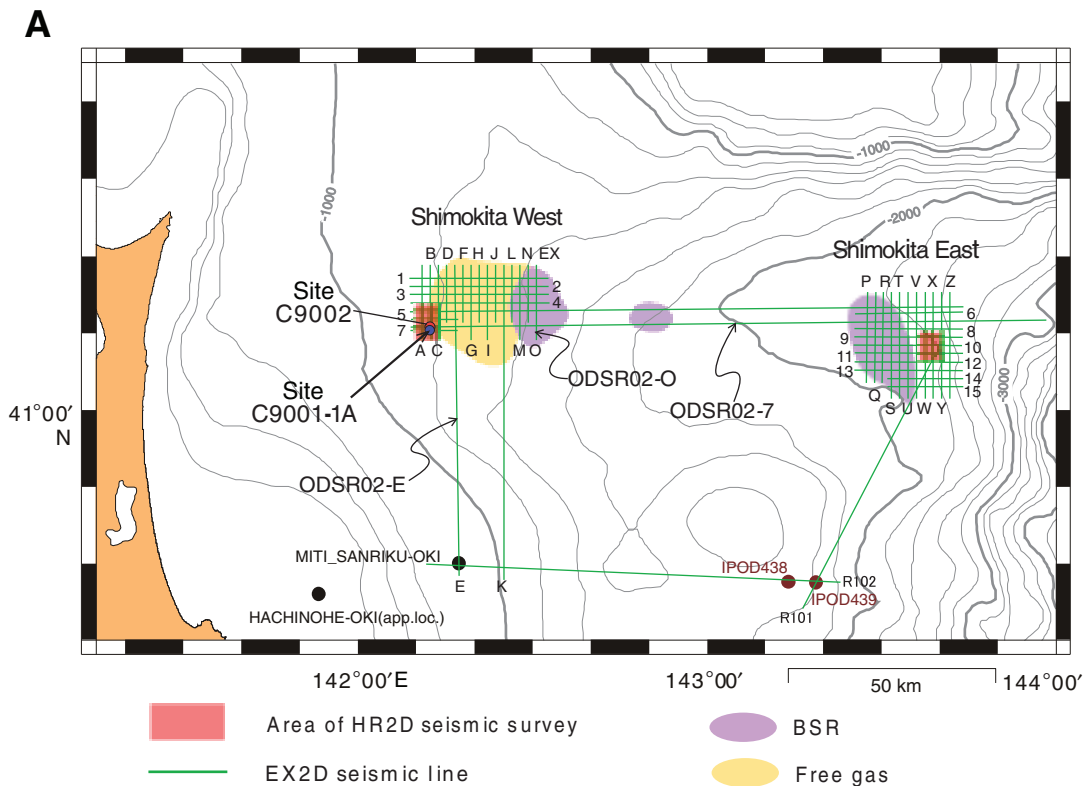 A
-1000
-1000
-2000
Shimokita West
Shimokita East
B D F H J L N EX
P R T V X Z
1
2
3
4
5
7
6
8
9
10
11
12
13
14
15
Site
C9002
A C G I M O
Q
S U W Y
-3000
ODSR02-O
Site
C9001-1A
ODSR02-7
41°00′
N
ODSR02-E
MITI_SANRIKU-OKI
IPOD438
R102
E K
IPOD439
HACHINOHE-OKI(app.loc.)
R101
142°00′E
143°00′
144°00′
50 km
Area of HR2D seismic survey
BSR
EX2D seismic line
Free gas